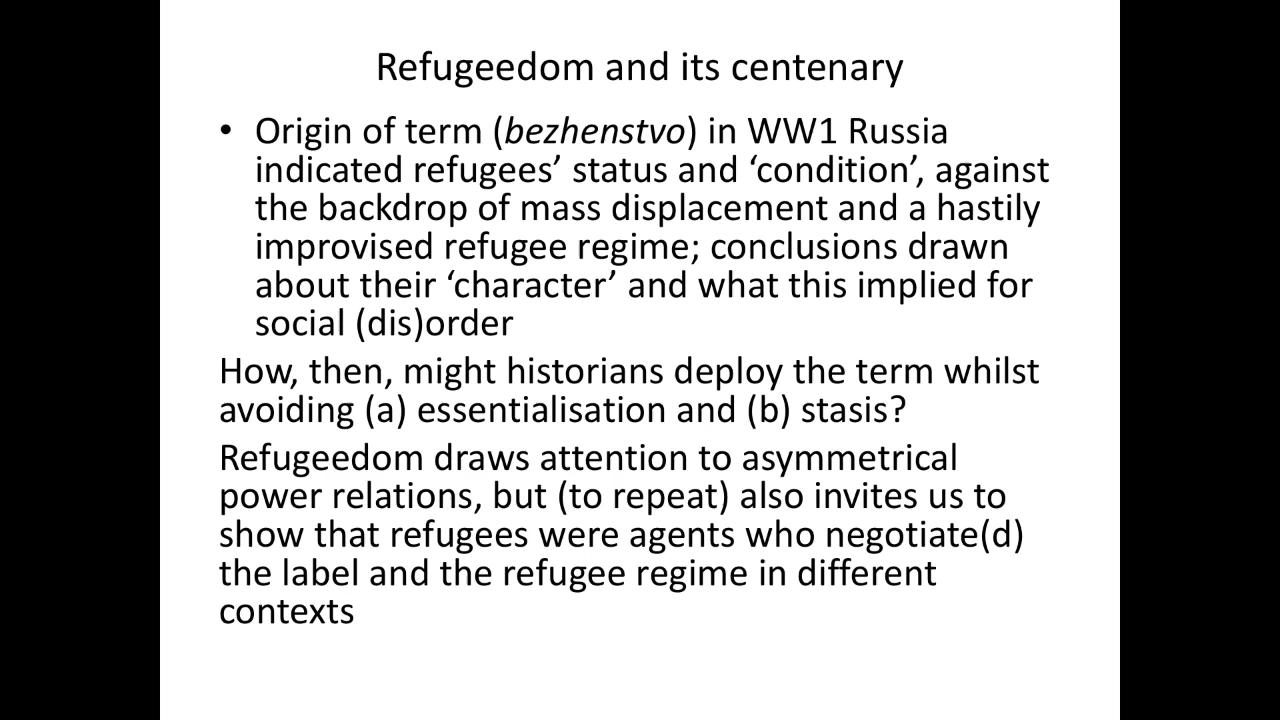 Refugeedom and its centenary
• Origin of term (bezhenstvo) in WW1 Russia
indicated refugees’ status and ‘condition’, against
the backdrop of mass displacement and a hastily
improvised refugee regime; conclusions drawn
about their ‘character’ and what this implied for
social (dis)order
How, then, might historians deploy the term whilst
avoiding (a) essentialisation and (b) stasis?
Refugeedom draws attention to asymmetrical
power relations, but (to repeat) also invites us to
show that refugees were agents who negotiate(d)
the label and the refugee regime in different
contexts